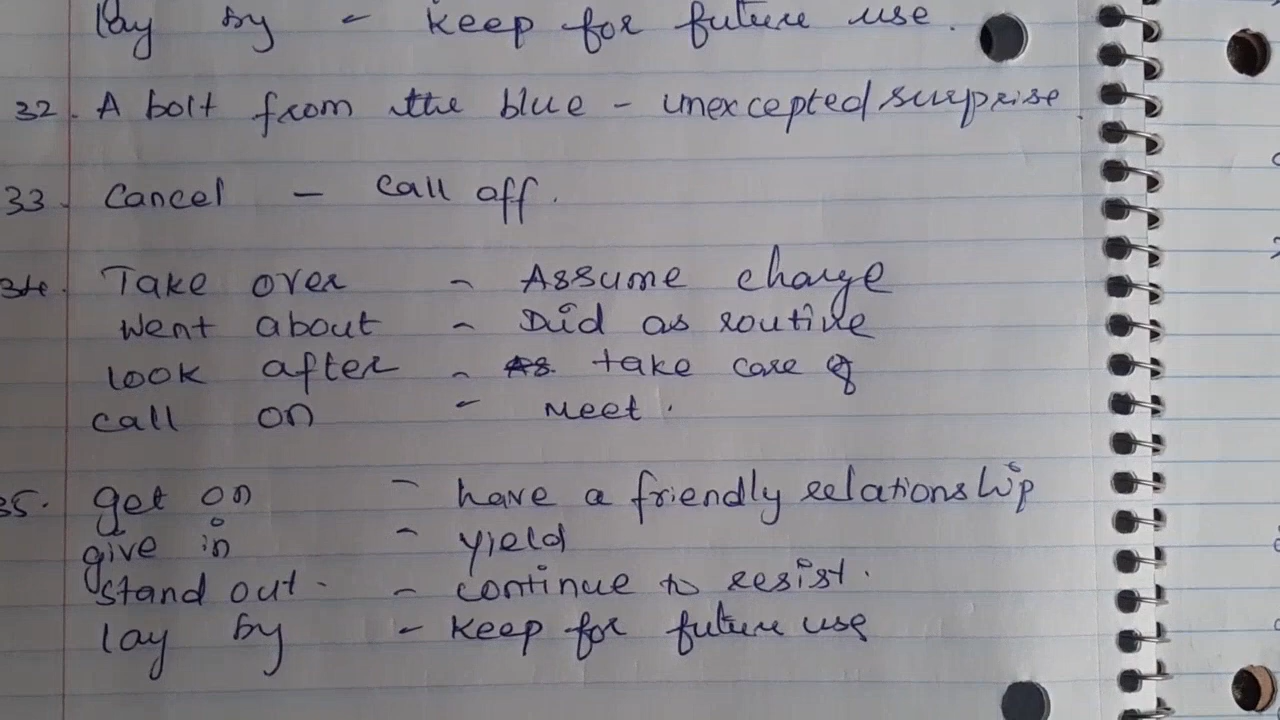 lay by - keep for future use.
32. A bolt from the blue - unexcepted surprise
33. Cancel - Call off.
34. Take over - Assume charge
Went about - Did as routine
Look after - take care of
Call on - Meet.
35. get on - have a friendly relationship
give in - yield
stand out - continue to resist.
lay by - keep for future use